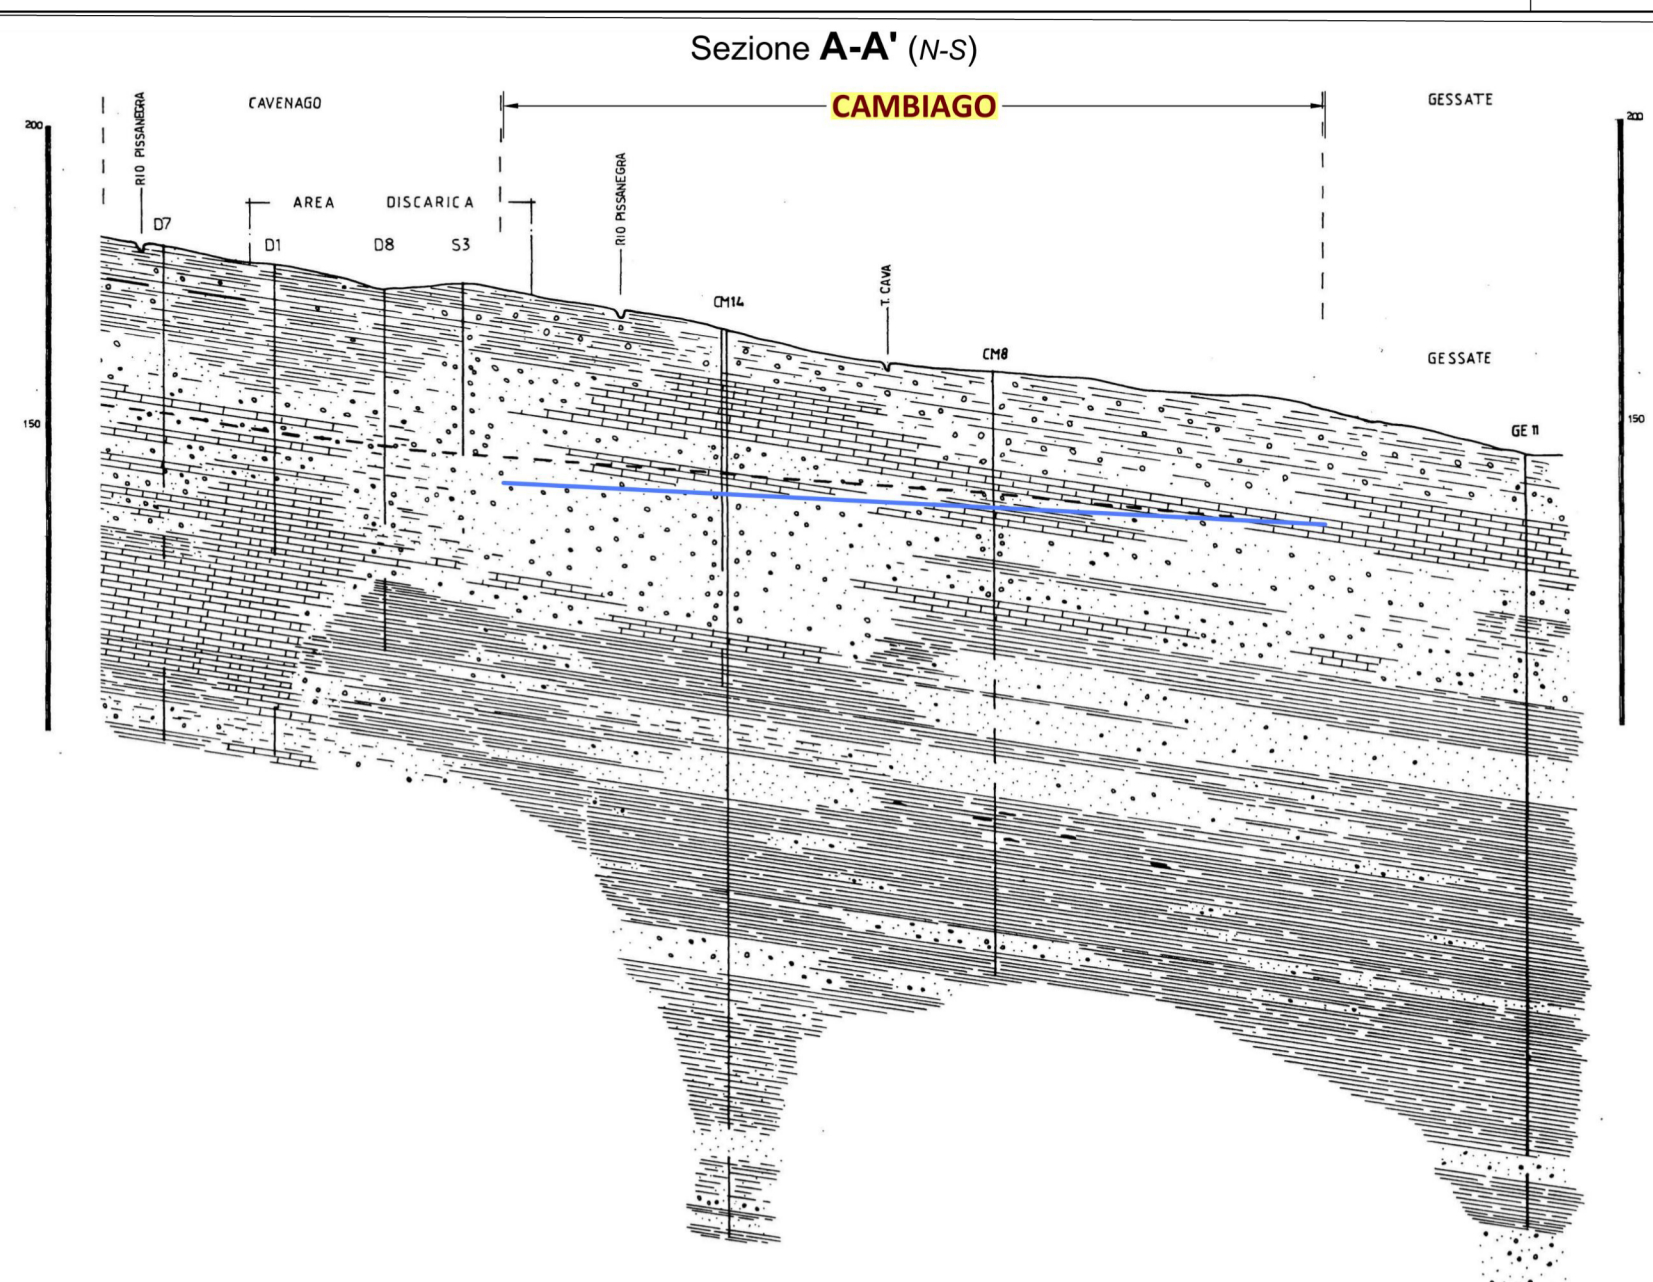 Sezione A-A' (N-S)
CAVENAGO
CAMBIAGO
GESSATE
200
200
RIO PISSANEGRA
AREA DISCARICA
RIO PISSANEGRA
D7
D1
D8
S3
T. CAVA
CM14
CM8
GESSATE
150
150
GE 11